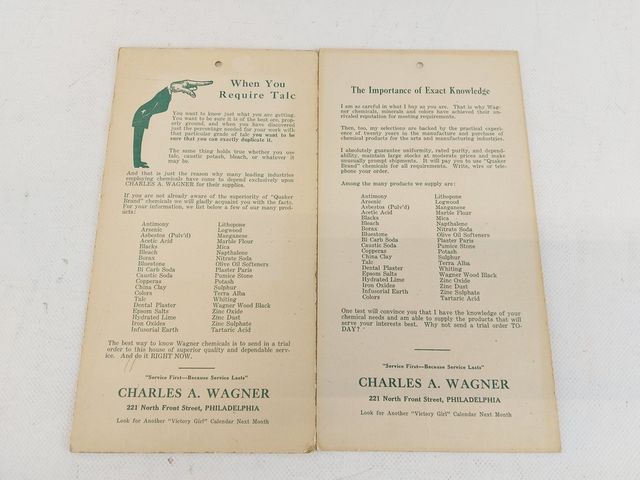 When You
Require Talc
You want to know just what you are getting.
You want to be sure it is of the best ore, prop-
erly ground, and when you have discovered
just the percentage needed for your work with
that particular grade of talc you want to be
sure that you can exactly duplicate it.
The same thing holds true whether you use
talc, caustic potash, bleach, or whatever it
may be.
And that is just the reason why many leading industries
employing chemicals have come to depend exclusively upon
CHARLES A. WAGNER for their supplies.
If you are not already aware of the superiority of "Quaker
Brand" chemicals we will gladly acquaint you with the facts.
For your information, we list below a few of our many prod-
ucts:
Antimony
Arsenic
Asbestos (Pulv'd)
Acetic Acid
Blacks
Bleach
Borax
Bluestone
Bi Carb Soda
Caustic Soda
Copperas
China Clay
Colors
Talc
Dental Plaster
Epsom Salts
Hydrated Lime
Iron Oxides
Infusorial Earth
Lithopone
Logwood
Manganese
Marble Flour
Mica
Napthalene
Nitrate Soda
Olive Oil Softeners
Plaster Paris
Pumice Stone
Potash
Sulphur
Terra Alba
Whiting
Wagner Wood Black
Zinc Oxide
Zinc Dust
Zinc Sulphate
Tartaric Acid
The best way to know Wagner chemicals is to send in a trial
order to this house of superior quality and dependable serv-
ice. And do it RIGHT NOW.
"Service First—Because Service Lasts"
CHARLES A. WAGNER
221 North Front Street, PHILADELPHIA
Look for Another "Victory Girl" Calendar Next Month
The Importance of Exact Knowledge
I am as careful in what I buy as you are. That is why Wag-
ner chemicals, minerals and colors have achieved their un-
rivaled reputation for meeting requirements.
Then, too, my selections are backed by the practical experi-
ence of twenty years in the manufacture and purchase of
chemical products for the arts and manufacturing industries.
I absolutely guarantee uniformity, rated purity, and depend-
ability, maintain large stocks at moderate prices and make
unusually prompt shipments. It will pay you to use "Quaker
Brand" chemicals for all requirements. Write, wire or tele-
phone your order.
Among the many products we supply are:
Antimony
Arsenic
Asbestos (Pulv'd)
Acetic Acid
Blacks
Bleach
Borax
Bluestone
Bi Carb Soda
Caustic Soda
Copperas
China Clay
Talc
Dental Plaster
Epsom Salts
Hydrated Lime
Iron Oxides
Infusorial Earth
Colors
Lithopone
Logwood
Manganese
Marble Flour
Mica
Napthalene
Nitrate Soda
Olive Oil Softeners
Plaster Paris
Pumice Stone
Potash
Sulphur
Terra Alba
Whiting
Wagner Wood Black
Zinc Oxide
Zinc Dust
Zinc Sulphate
Tartaric Acid
One test will convince you that I have the knowledge of your
chemical needs and am able to supply the products that will
serve your interests best. Why not send a trial order TO-
DAY?
"Service First—Because Service Lasts"
CHARLES A. WAGNER
221 North Front Street, PHILADELPHIA
Look for Another "Victory Girl" Calendar Next Month